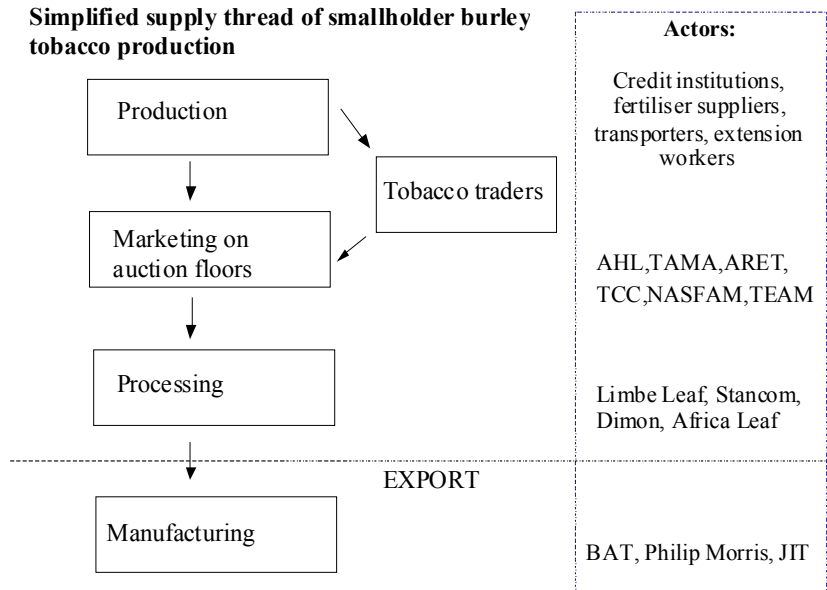 Simplified supply thread of smallholder burley
tobacco production
Actors:
Production
Credit institutions,
fertiliser suppliers,
transporters, extension
workers
Tobacco traders
Marketing on
auction floors
AHL,TAMA,ARET,
TCC,NASFAM,TEAM
Processing
Limbe Leaf, Stancom,
Dimon, Africa Leaf
EXPORT
Manufacturing
BAT, Philip Morris, JIT